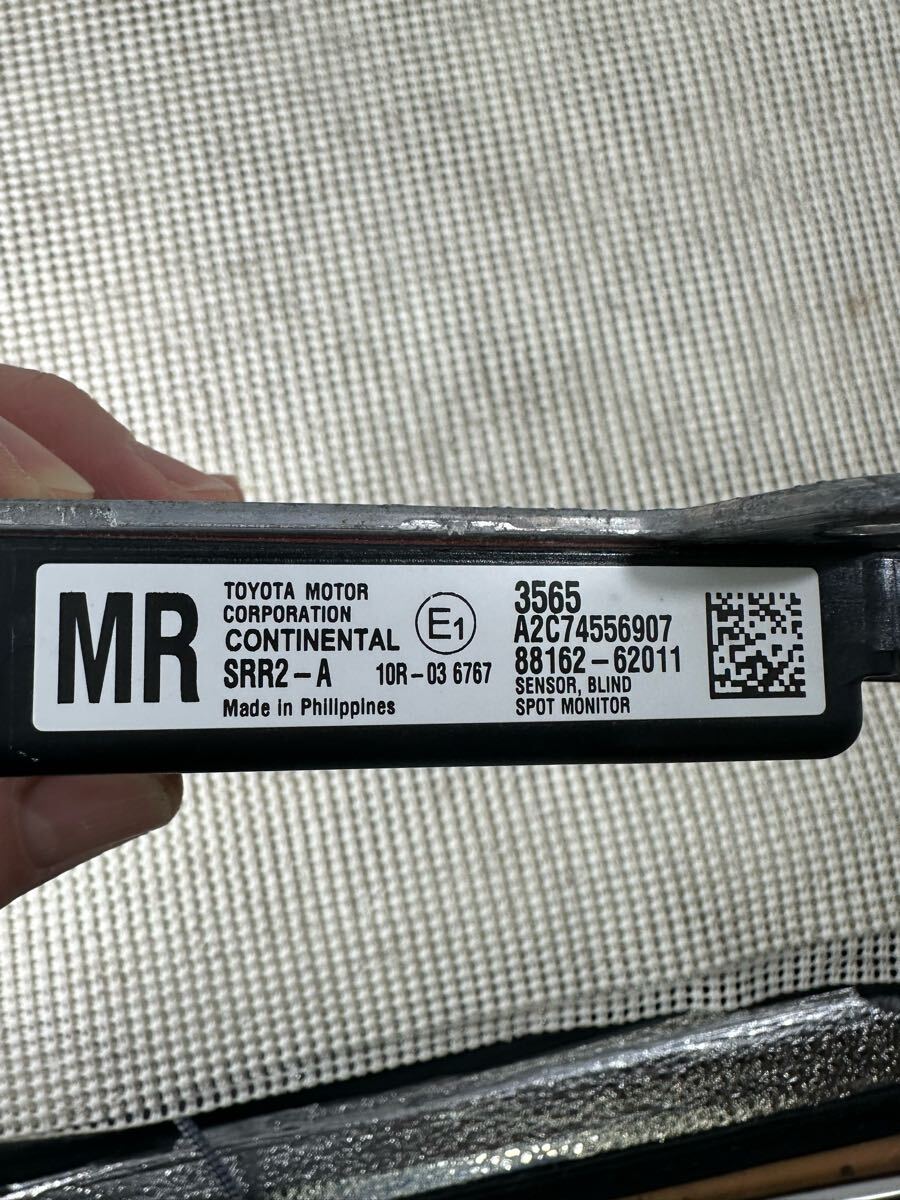 MR
TOYOTA MOTOR
CORPORATION
CONTINENTAL
SRR2-A 10R-03 6767
Made in Philippines
E1
3565
A2C74556907
88162-62011
SENSOR, BLIND
SPOT MONITOR